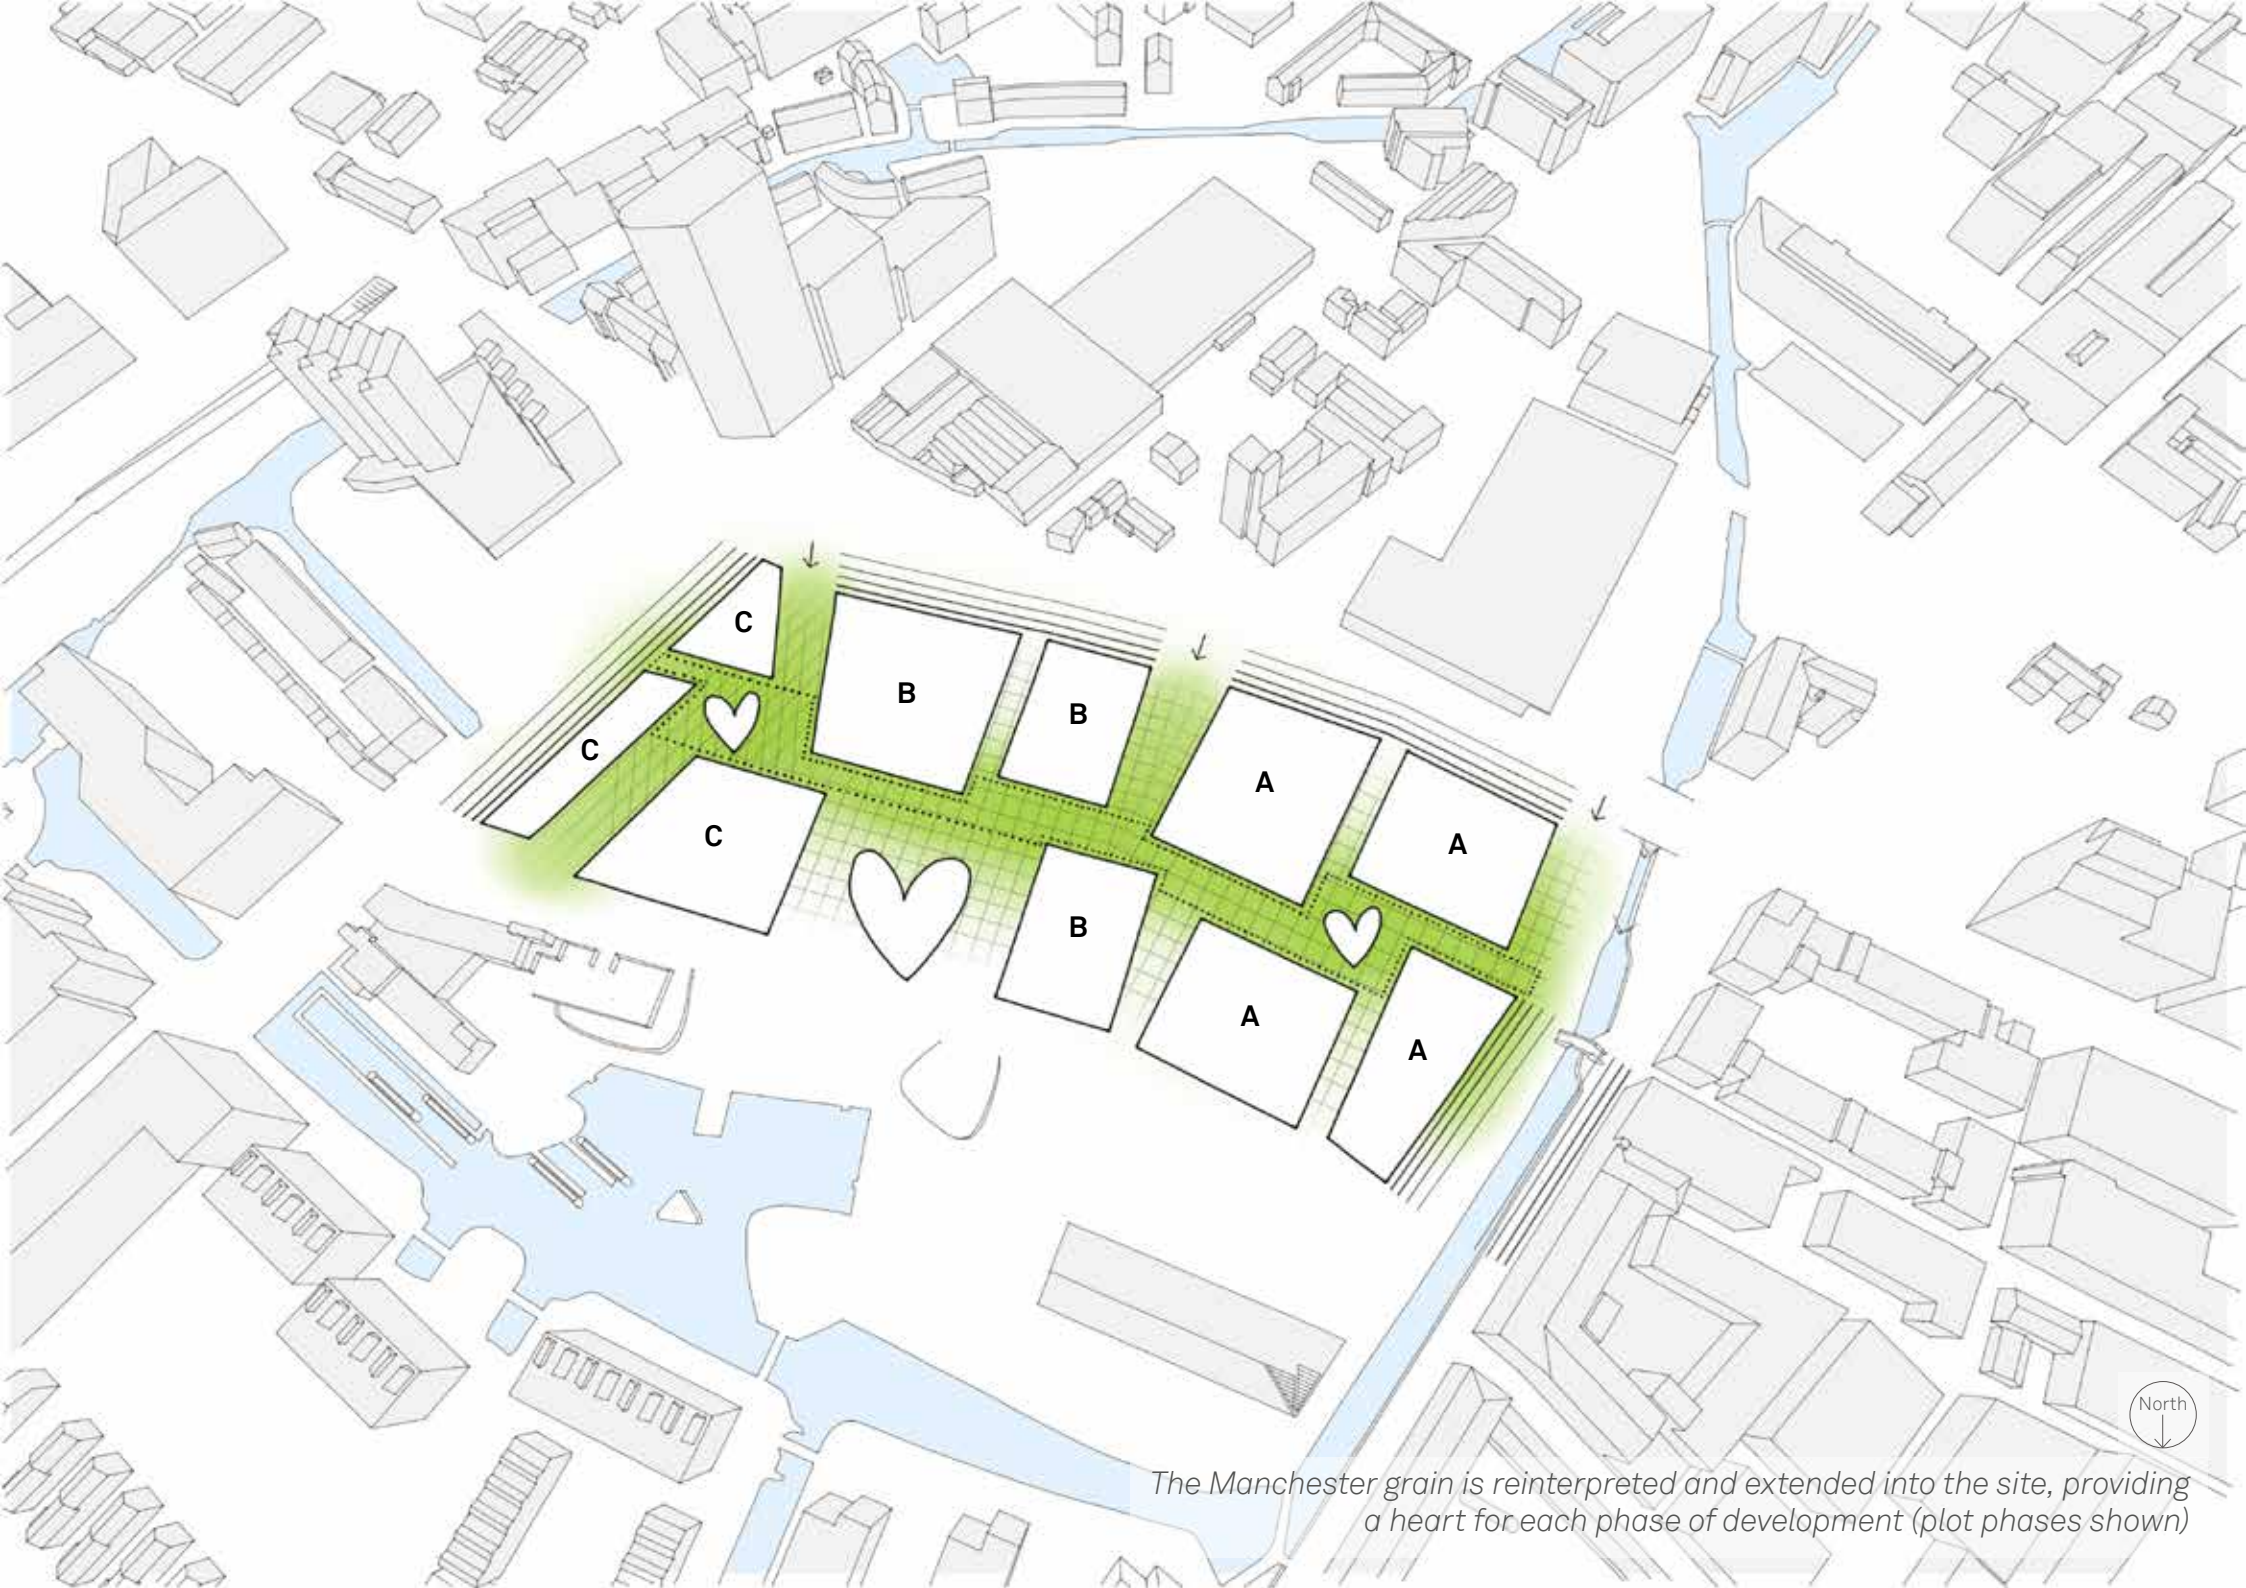 C
B
C
B
A
C
A
B
A
A
North
The Manchester grain is reinterpreted and extended into the site, providing
a heart for each phase of development (plot phases shown)